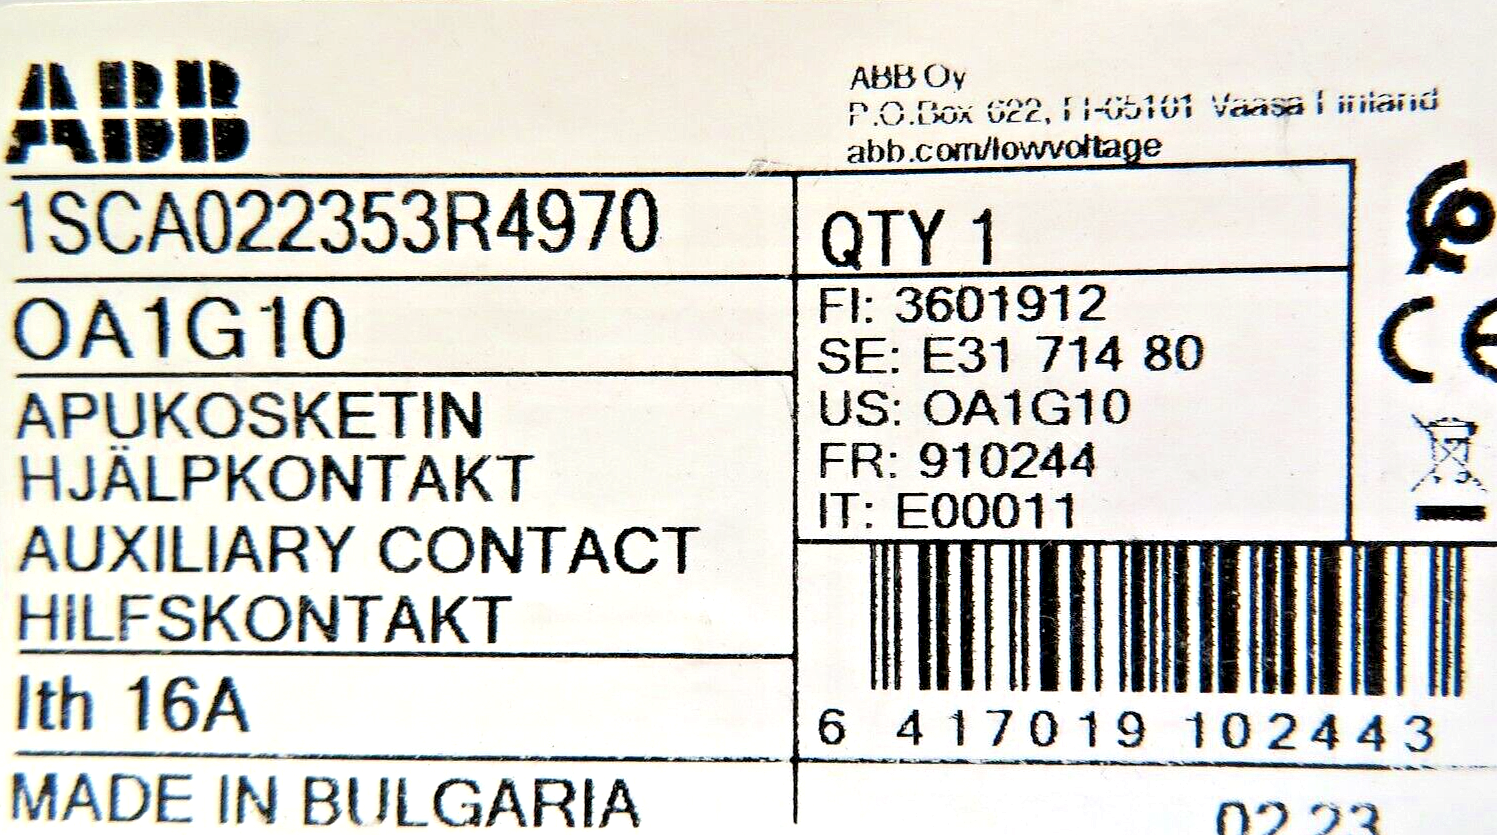 ABB
ABB Oy
P.O.Box 622, FI-65101 Vaasa Finland
abb.com/lowvoltage
1SCA022353R4970
QTY 1
OA1G10
FI: 3601912
SE: E31 714 80
US: OA1G10
FR: 910244
IT: E00011
APUKOSKETIN
HJÄLPKONTAKT
AUXILIARY CONTACT
HILFSKONTAKT
Ith 16A
6 417019 102443
MADE IN BULGARIA
02.23
CE